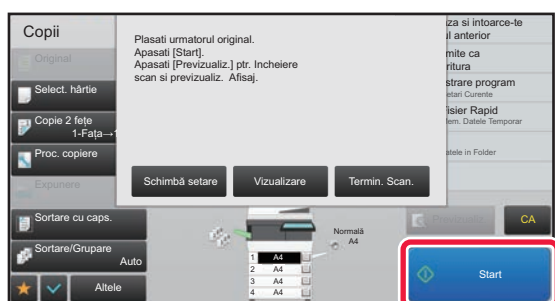 Copii
Original
Select. hârtie
Copie 2 fețe
1-Fața→1
Proc. copiere
Expunere
Sortare cu caps.
Sortare/Grupare
Auto
Altele
Plasati urmatorul original.
Apasati [Start].
Apasati [Previzualiz.] ptr. Incheiere
scan si previzualiz. Afisaj.
Schimbă setare
Vizualizare
Termin. Scan.
za si intoarce-te
ul anterior
mite ca
ritura
strare program
etari Curente
isier Rapid
em. Datele Temporar
atele in Folder
Normală
A4
1 A4
2 A4
3 A4
4 A4
CA
Start